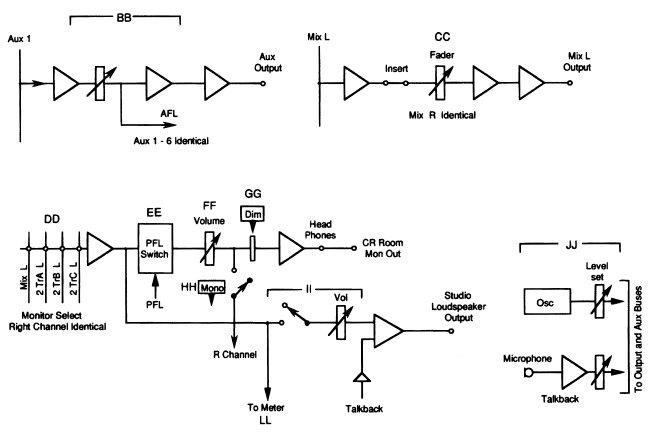 BB
Aux 1
Aux
Output
AFL
Aux 1 - 6 Identical
Mix L
CC
Fader
Insert
Mix L
Output
Mix R Identical
DD
EE
FF
Volume
GG
Dim
PFL
Switch
Head
Phones
CR Room
Mon Out
Mix L
2 TrA L
2 TrB L
2 TrC L
Monitor Select
Right Channel Identical
PFL
HH
Mono
II
Vol
Studio
Loudspeaker
Output
R Channel
To Meter
LL
Talkback
JJ
Level
set
Osc
Microphone
Talkback
To Output and Aux Buses